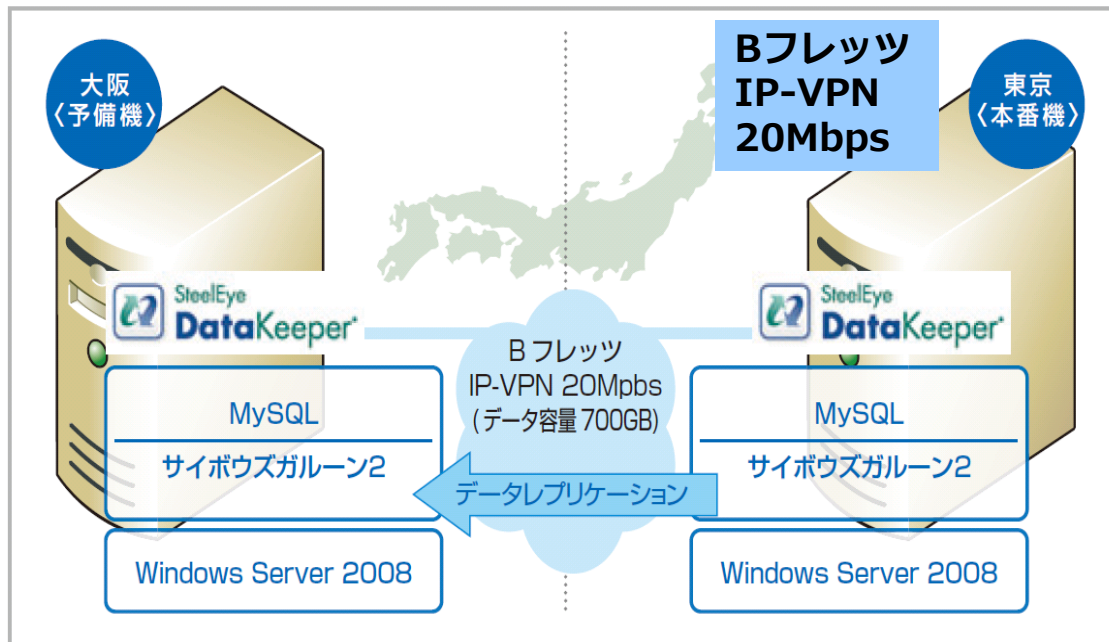 大阪
〈予備機〉
Bフレッツ
IP-VPN
20Mbps
東京
〈本番機〉
SteelEye
DataKeeper
SteelEye
DataKeeper
B フレッツ
IP-VPN 20Mpbs
(データ容量 700GB)
MySQL
サイボウズガルーン2
MySQL
サイボウズガルーン2
データレプリケーション
Windows Server 2008
Windows Server 2008